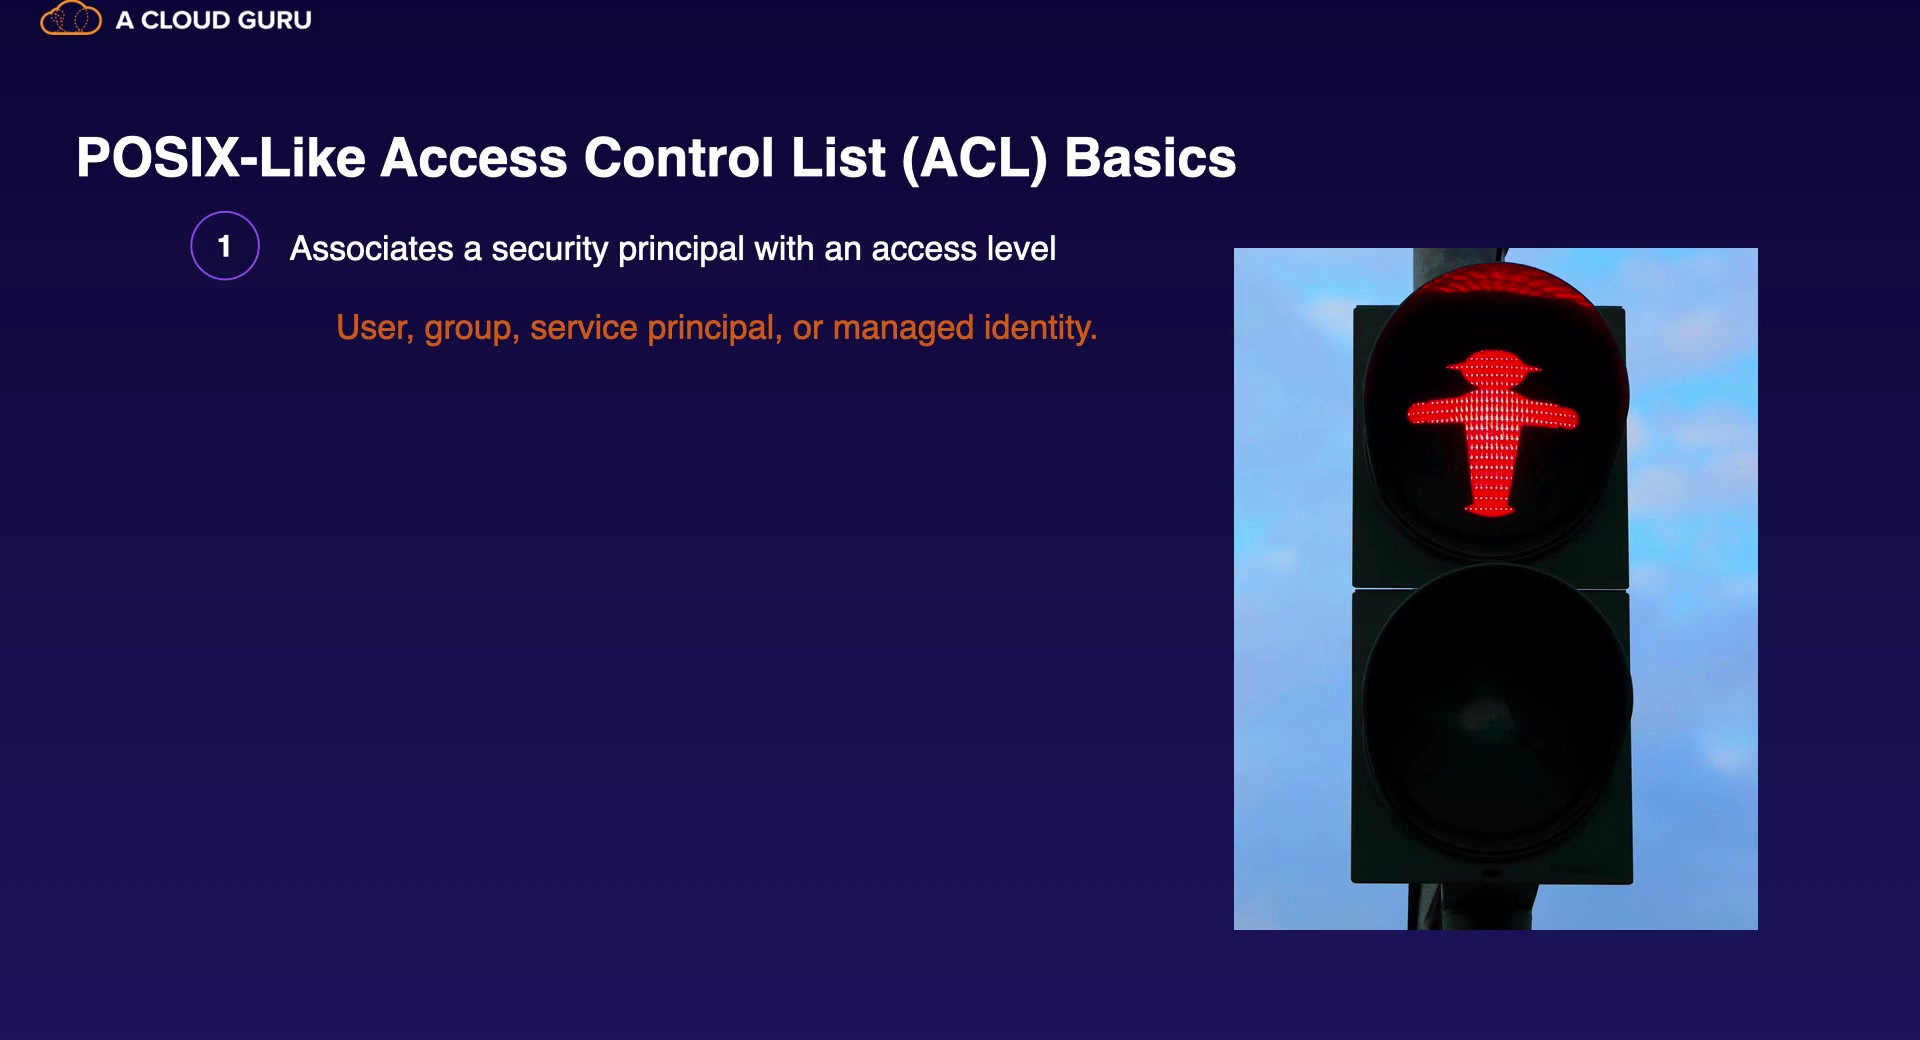 A CLOUD GURU
POSIX-Like Access Control List (ACL) Basics
1 Associates a security principal with an access level
User, group, service principal, or managed identity.